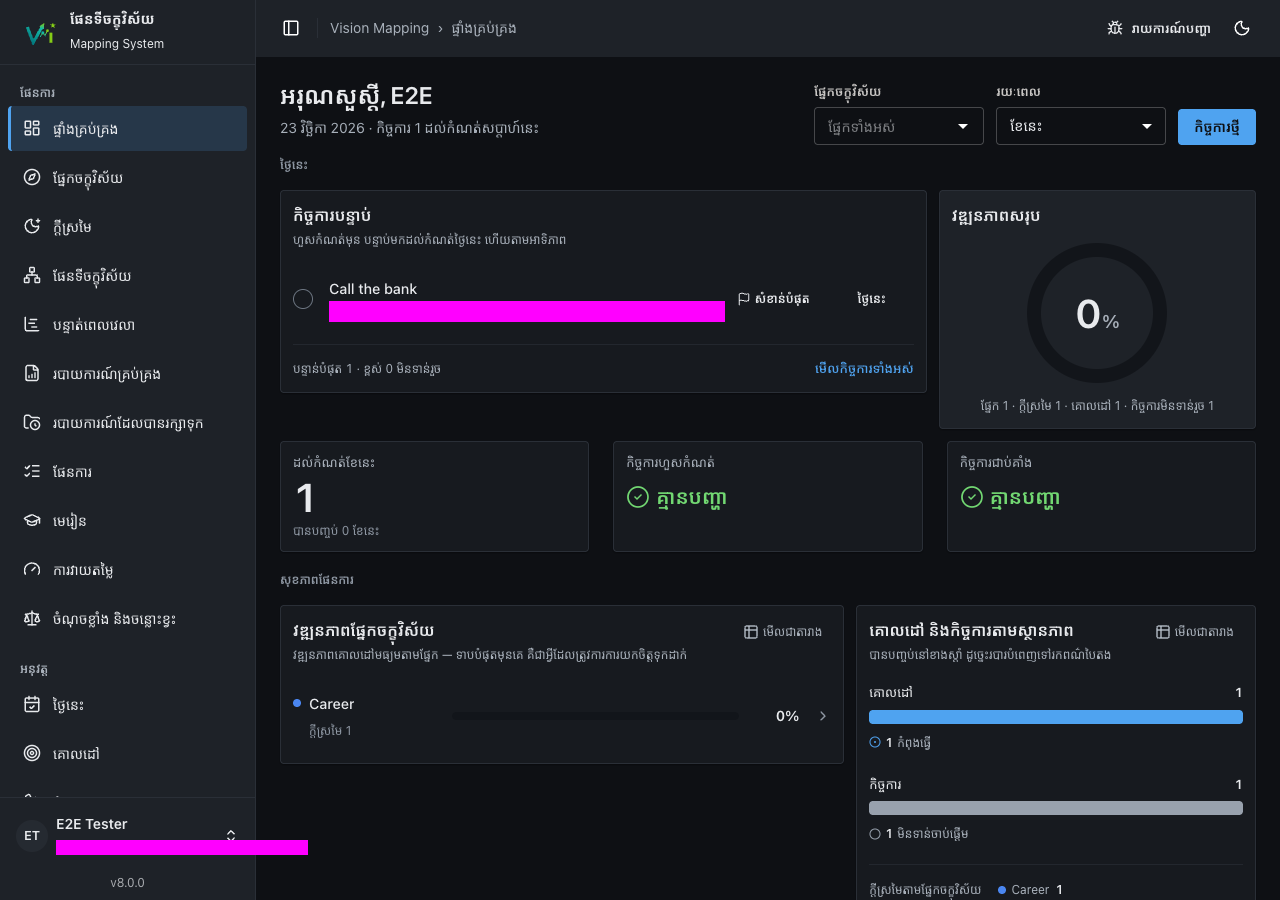 ផែនទីចក្ខុវិស័យ
Mapping System
ផែនការ
ផ្ទាំងគ្រប់គ្រង
ផ្នែកចក្ខុវិស័យ
ក្ដីស្រមៃ
ផែនទីចក្ខុវិស័យ
បន្ទាត់ពេលវេលា
របាយការណ៍គ្រប់គ្រង
របាយការណ៍ដែលបានរក្សាទុក
ផែនការ
មេរៀន
ការវាយតម្លៃ
ចំណុចខ្លាំង និងចន្លោះខ្វះ
អនុវត្ត
ថ្ងៃនេះ
គោលដៅ
ET
E2E Tester
v8.0.0
Vision Mapping › ផ្ទាំងគ្រប់គ្រង
រាយការណ៍បញ្ហា
អរុណសួស្តី, E2E
23 វិច្ឆិកា 2026 · កិច្ចការ 1 ដល់កំណត់សប្តាហ៍នេះ
ផ្នែកចក្ខុវិស័យ
ផ្នែកទាំងអស់
រយៈពេល
ខែនេះ
កិច្ចការថ្មី
ថ្ងៃនេះ
កិច្ចការបន្ទាប់
ហួសកំណត់មុន បន្ទាប់មកដល់កំណត់ថ្ងៃនេះ ហើយតាមអាទិភាព
Call the bank
សំខាន់បំផុត
ថ្ងៃនេះ
បន្ទាន់បំផុត 1 · ខ្ពស់ 0 មិនទាន់រួច
មើលកិច្ចការទាំងអស់
វឌ្ឍនភាពសរុប
0%
ផ្នែក 1 · ក្ដីស្រមៃ 1 · គោលដៅ 1 · កិច្ចការមិនទាន់រួច 1
ដល់កំណត់ខែនេះ
1
បានបញ្ចប់ 0 ខែនេះ
កិច្ចការហួសកំណត់
គ្មានបញ្ហា
កិច្ចការជាប់គាំង
គ្មានបញ្ហា
សុខភាពផែនការ
វឌ្ឍនភាពផ្នែកចក្ខុវិស័យ
មើលជាតារាង
វឌ្ឍនភាពគោលដៅមធ្យមតាមផ្នែក — ទាបបំផុតមុនគេ គឺជាអ្វីដែលត្រូវការការយកចិត្តទុកដាក់
Career
ក្ដីស្រមៃ 1
0%
គោលដៅ និងកិច្ចការតាមស្ថានភាព
មើលជាតារាង
បានបញ្ចប់នៅខាងស្ដាំ ដូច្នេះរបារបំពេញទៅរកពណ៌បៃតង
គោលដៅ 1
1 កំពុងធ្វើ
កិច្ចការ 1
1 មិនទាន់ចាប់ផ្ដើម
ក្ដីស្រមៃតាមផ្នែកចក្ខុវិស័យ
Career 1